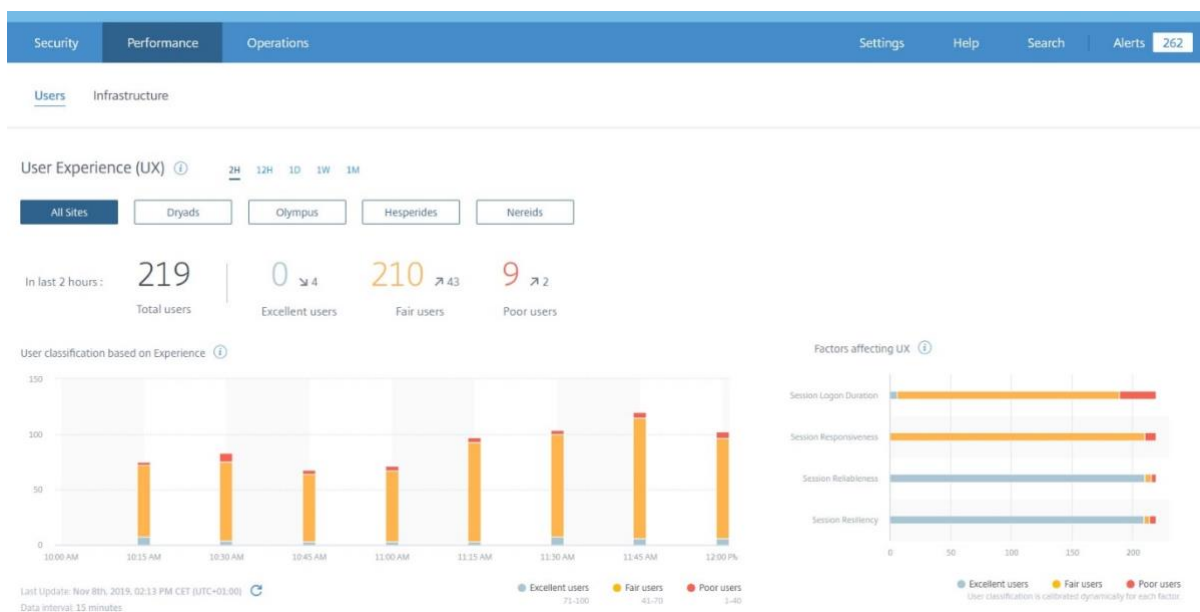 Security Performance Operations Settings Help Search Alerts 262
Users Infrastructure
User Experience (UX) i 2H 12H 1D 1W 1M
All Sites Dryads Olympus Hesperides Nereids
In last 2 hours : 219 0 4 210 43 9 2
Total users Excellent users Fair users Poor users
User classification based on Experience i
150
100
50
0
10:00 AM 10:15 AM 10:30 AM 10:45 AM 11:00 AM 11:15 AM 11:30 AM 11:45 AM 12:00 PM
Excellent users Fair users Poor users
71-100 41-70 1-40
Last Update: Nov 8th, 2019, 02:13 PM CET (UTC+01:00)
Data interval: 15 minutes
Factors affecting UX i
Session Logon Duration
Session Responsiveness
Session Reliableness
Session Resiliency
0 50 100 150 200
Excellent users Fair users Poor users
User classification is calibrated dynamically for each factor